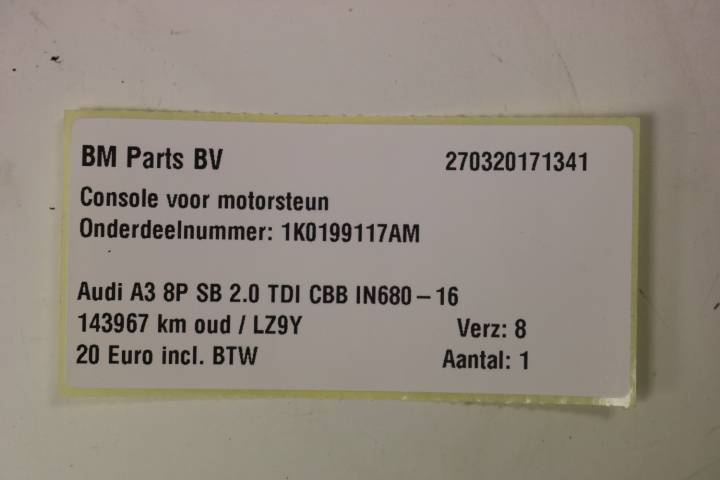 BM Parts BV 270320171341
Console voor motorsteun
Onderdeelnummer: 1K0199117AM
Audi A3 8P SB 2.0 TDI CBB IN680-16
143967 km oud / LZ9Y Verz: 8
20 Euro incl. BTW Aantal: 1